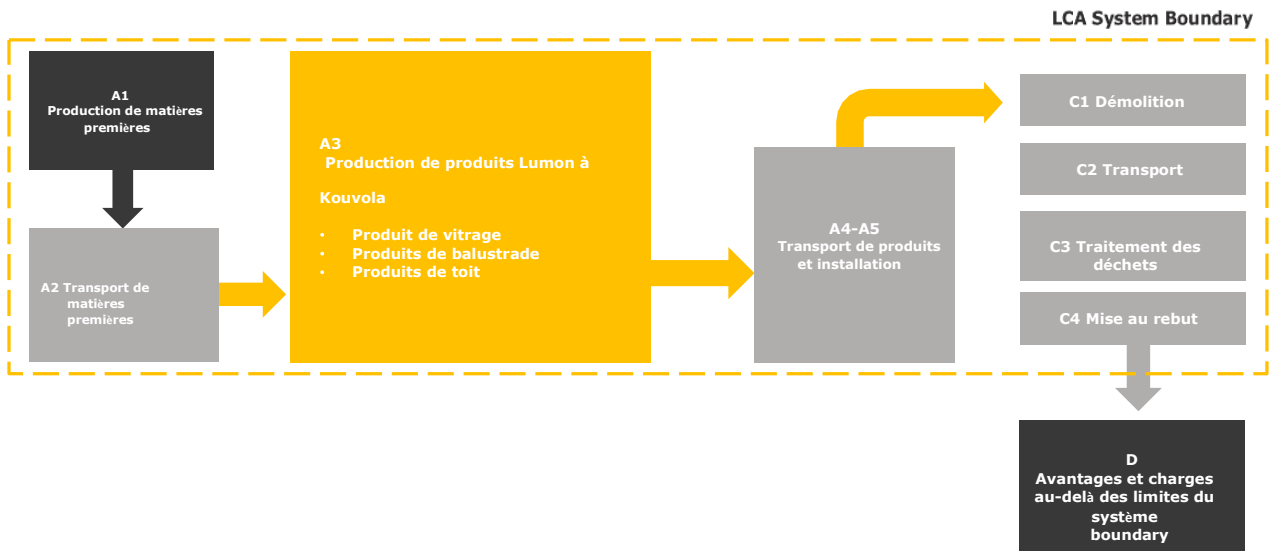 LCA System Boundary
A1
Production de matières
premières
A2 Transport de
matières
premières
A3
Production de produits Lumon à
Kouvola
• Produit de vitrage
• Produits de balustrade
• Produits de toit
A4-A5
Transport de produits
et installation
C1 Démolition
C2 Transport
C3 Traitement des
déchets
C4 Mise au rebut
D
Avantages et charges
au-delà des limites du
système
boundary